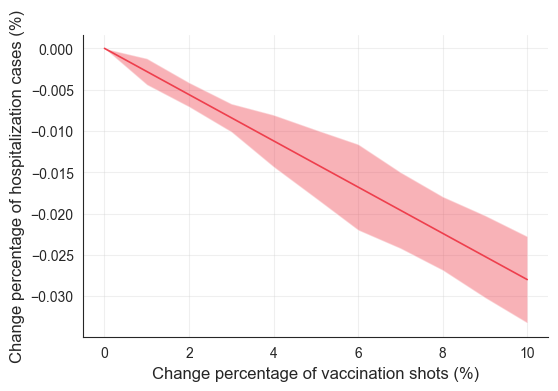 Change percentage of hospitalization cases (%)
0.000
−0.005
−0.010
−0.015
−0.020
−0.025
−0.030
0 2 4 6 8 10
Change percentage of vaccination shots (%)